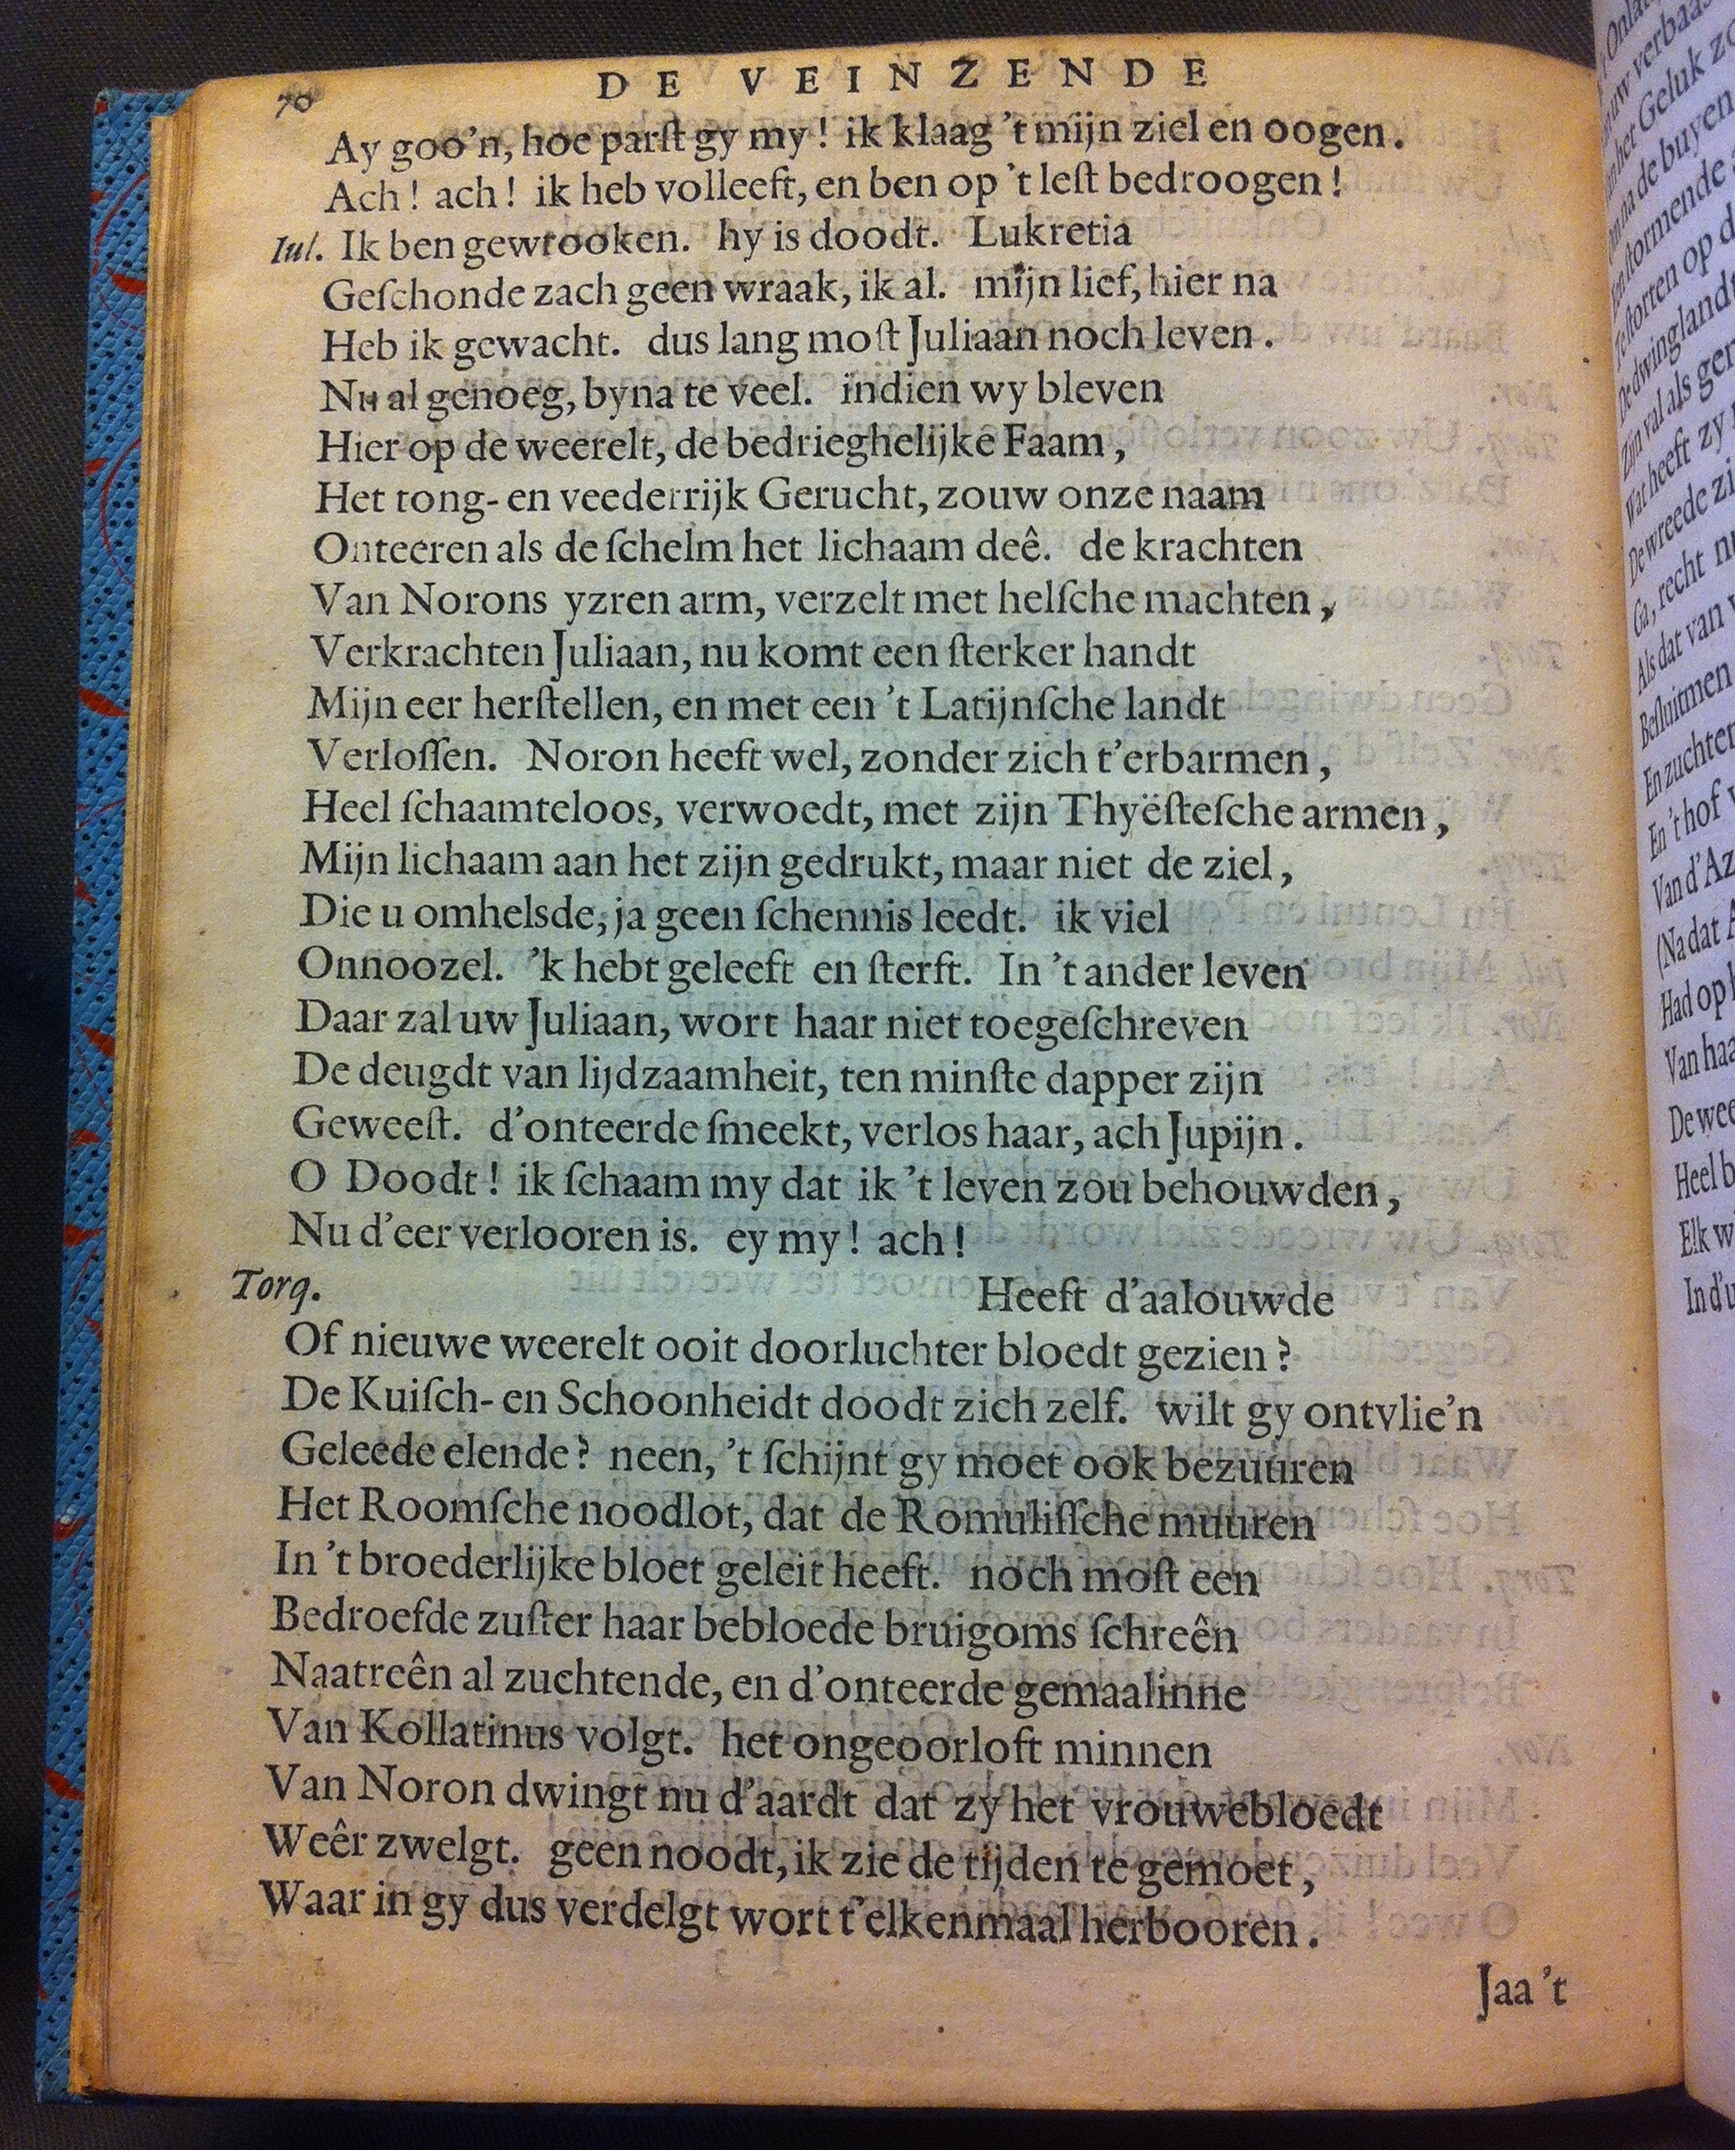 70 DE VEINZENDE
Ay goo'n, hoe parſt gy my! ik klaag 't mijn ziel en oogen.
Ach! ach! ik heb volleeft, en ben op 't leſt bedroogen!
Iul. Ik ben gewrooken. hy is doodt. Lukretia
Geſchonde zach geen wraak, ik al. mijn lief, hier na
Heb ik gewacht. dus lang moſt Juliaan noch leven.
Nu al genoeg, byna te veel. indien wy bleven
Hier op de weerelt, de bedrieghelijke Faam,
Het tong- en veederrijk Gerucht, zouw onze naam
Onteeren als de ſchelm het lichaam deê. de krachten
Van Norons yzren arm, verzelt met helſche machten,
Verkrachten Juliaan, nu komt een ſterker handt
Mijn eer herſtellen, en met een 't Latijnſche landt
Verloſſen. Noron heeft wel, zonder zich t'erbarmen,
Heel ſchaamteloos, verwoedt, met zijn Thyëſteſche armen,
Mijn lichaam aan het zijn gedrukt, maar niet de ziel,
Die u omhelsde, ja geen ſchennis leedt. ik viel
Onnoozel. 'k hebt geleeft en ſterft. In 't ander leven
Daar zal uw Juliaan, wort haar niet toegeſchreven
De deugdt van lijdzaamheit, ten minſte dapper zijn
Geweeſt. d'onteerde ſmeekt, verlos haar, ach Jupijn.
O Doodt! ik ſchaam my dat ik 't leven zou behouwden,
Nu d'eer verlooren is. ey my! ach!
Torq. Heeft d'aalouwde
Of nieuwe weerelt ooit doorluchter bloedt gezien?
De Kuiſch- en Schoonheidt doodt zich zelf. wilt gy ontvlie'n
Geleede elende? neen, 't ſchijnt gy moet ook bezuuren
Het Roomſche noodlot, dat de Romuliſſche muuren
In 't broederlijke bloet geleit heeft. noch moſt een
Bedroefde zuſter haar bebloede bruigoms ſchreên
Naatreên al zuchtende, en d'onteerde gemaalinne
Van Kollatinus volgt. het ongeoorloft minnen
Van Noron dwingt nu d'aardt dat zy het vrouwebloedt
Weêr zwelgt. geen noodt, ik zie de tijden te gemoet,
Waar in gy dus verdelgt wort t'elkenmaal herbooren.
Jaa 't